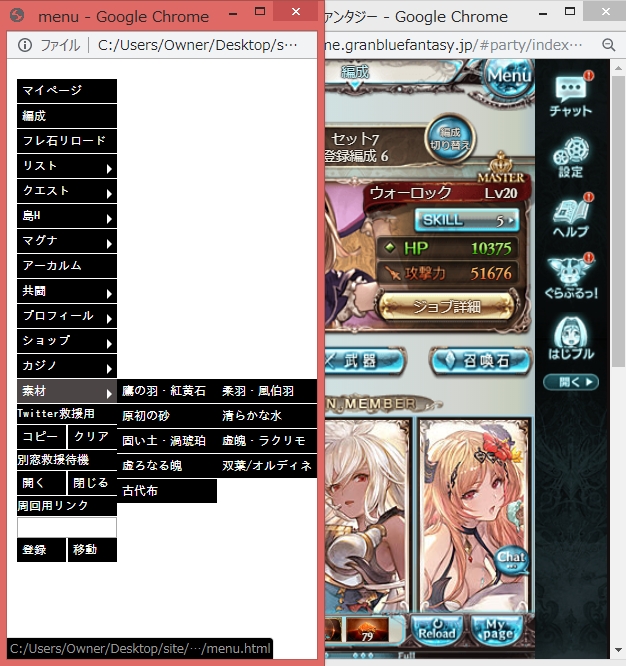 menu - Google Chrome
ァンタジー - Google Chrome
ファイル
C:/Users/Owner/Desktop/s…
me.granbluefantasy.jp/#party/index…
マイページ
編成
フレ石リロード
リスト
クエスト
島H
マグナ
アーカルム
共闘
プロフィール
ショップ
カジノ
素材
鷹の羽・紅黄石
柔羽・風伯羽
原初の砂
清らかな水
固い土・渦琥珀
虚魄・ラクリモ
虚ろなる魄
双葉/オルディネ
古代布
Twitter救援用
コピー
クリア
別窓救援待機
開く
閉じる
周回用リンク
登録
移動
C:/Users/Owner/Desktop/site/…/menu.html
編成
Menu
セット7
登録編成 6
編成
切り替え
MASTER
ウォーロック
Lv20
SKILL
5
HP
10375
攻撃力
51676
ジョブ詳細
武器
召喚石
N MEMBER
Chat
79
Reload
My
page
Full
チャット
設定
ヘルプ
ぐらぶるっ!
はじブル
開く